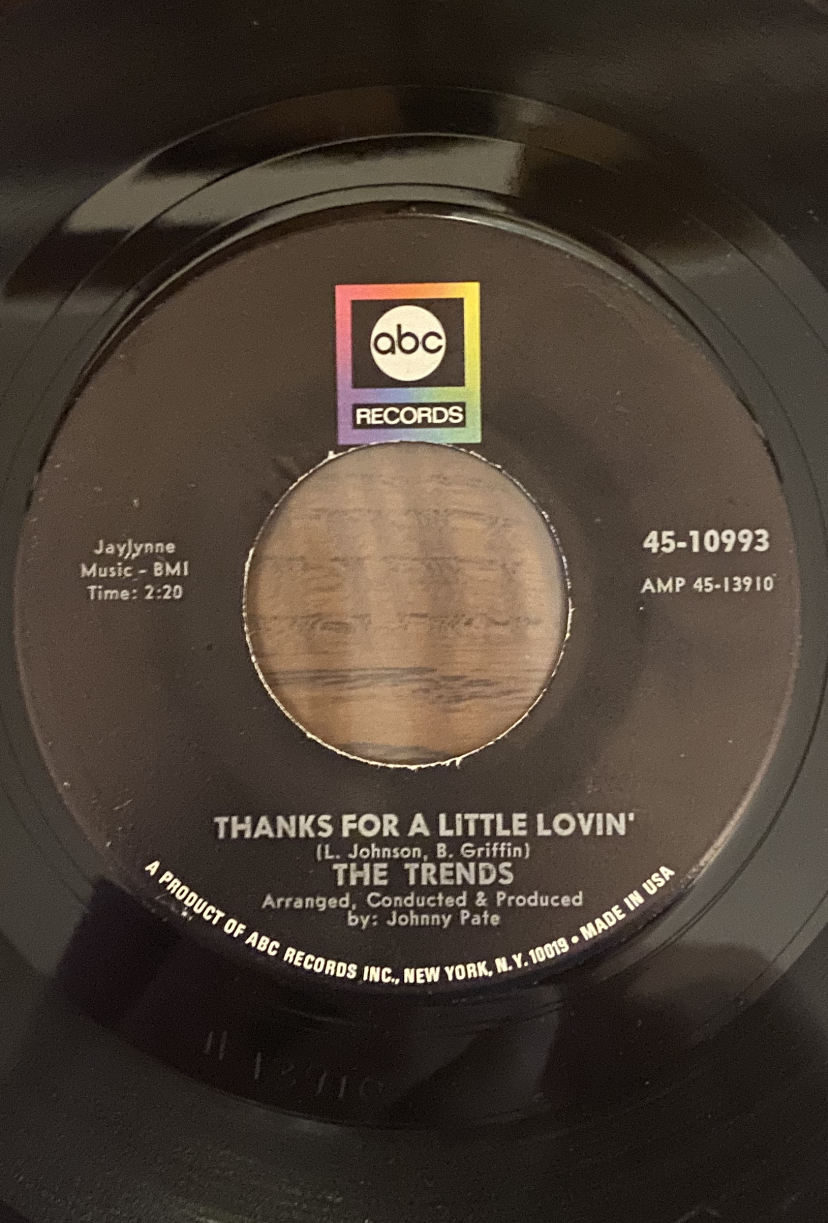 abc
RECORDS
Jaylynne
Music - BMI
Time: 2:20
45-10993
AMP 45-13910
THANKS FOR A LITTLE LOVIN'
(L. Johnson, B. Griffin)
THE TRENDS
Arranged, Conducted & Produced
by: Johnny Pate
A PRODUCT OF ABC RECORDS INC., NEW YORK, N.Y. 10019 • MADE IN USA